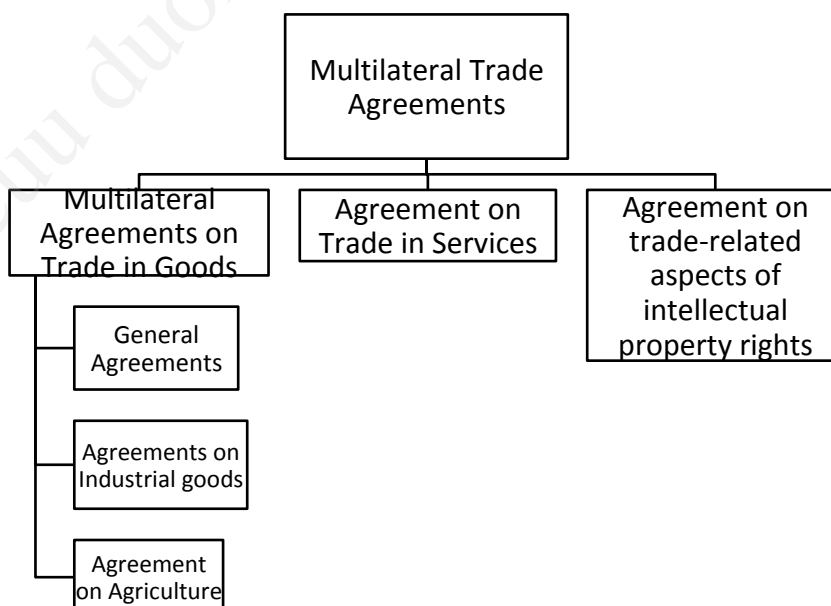 Multilateral Trade
Agreements
Multilateral
Agreements on
Trade in Goods
Agreement on
Trade in Services
Agreement on
trade-related
aspects of
intellectual
property rights
General
Agreements
Agreements on
Industrial goods
Agreement
on Agriculture